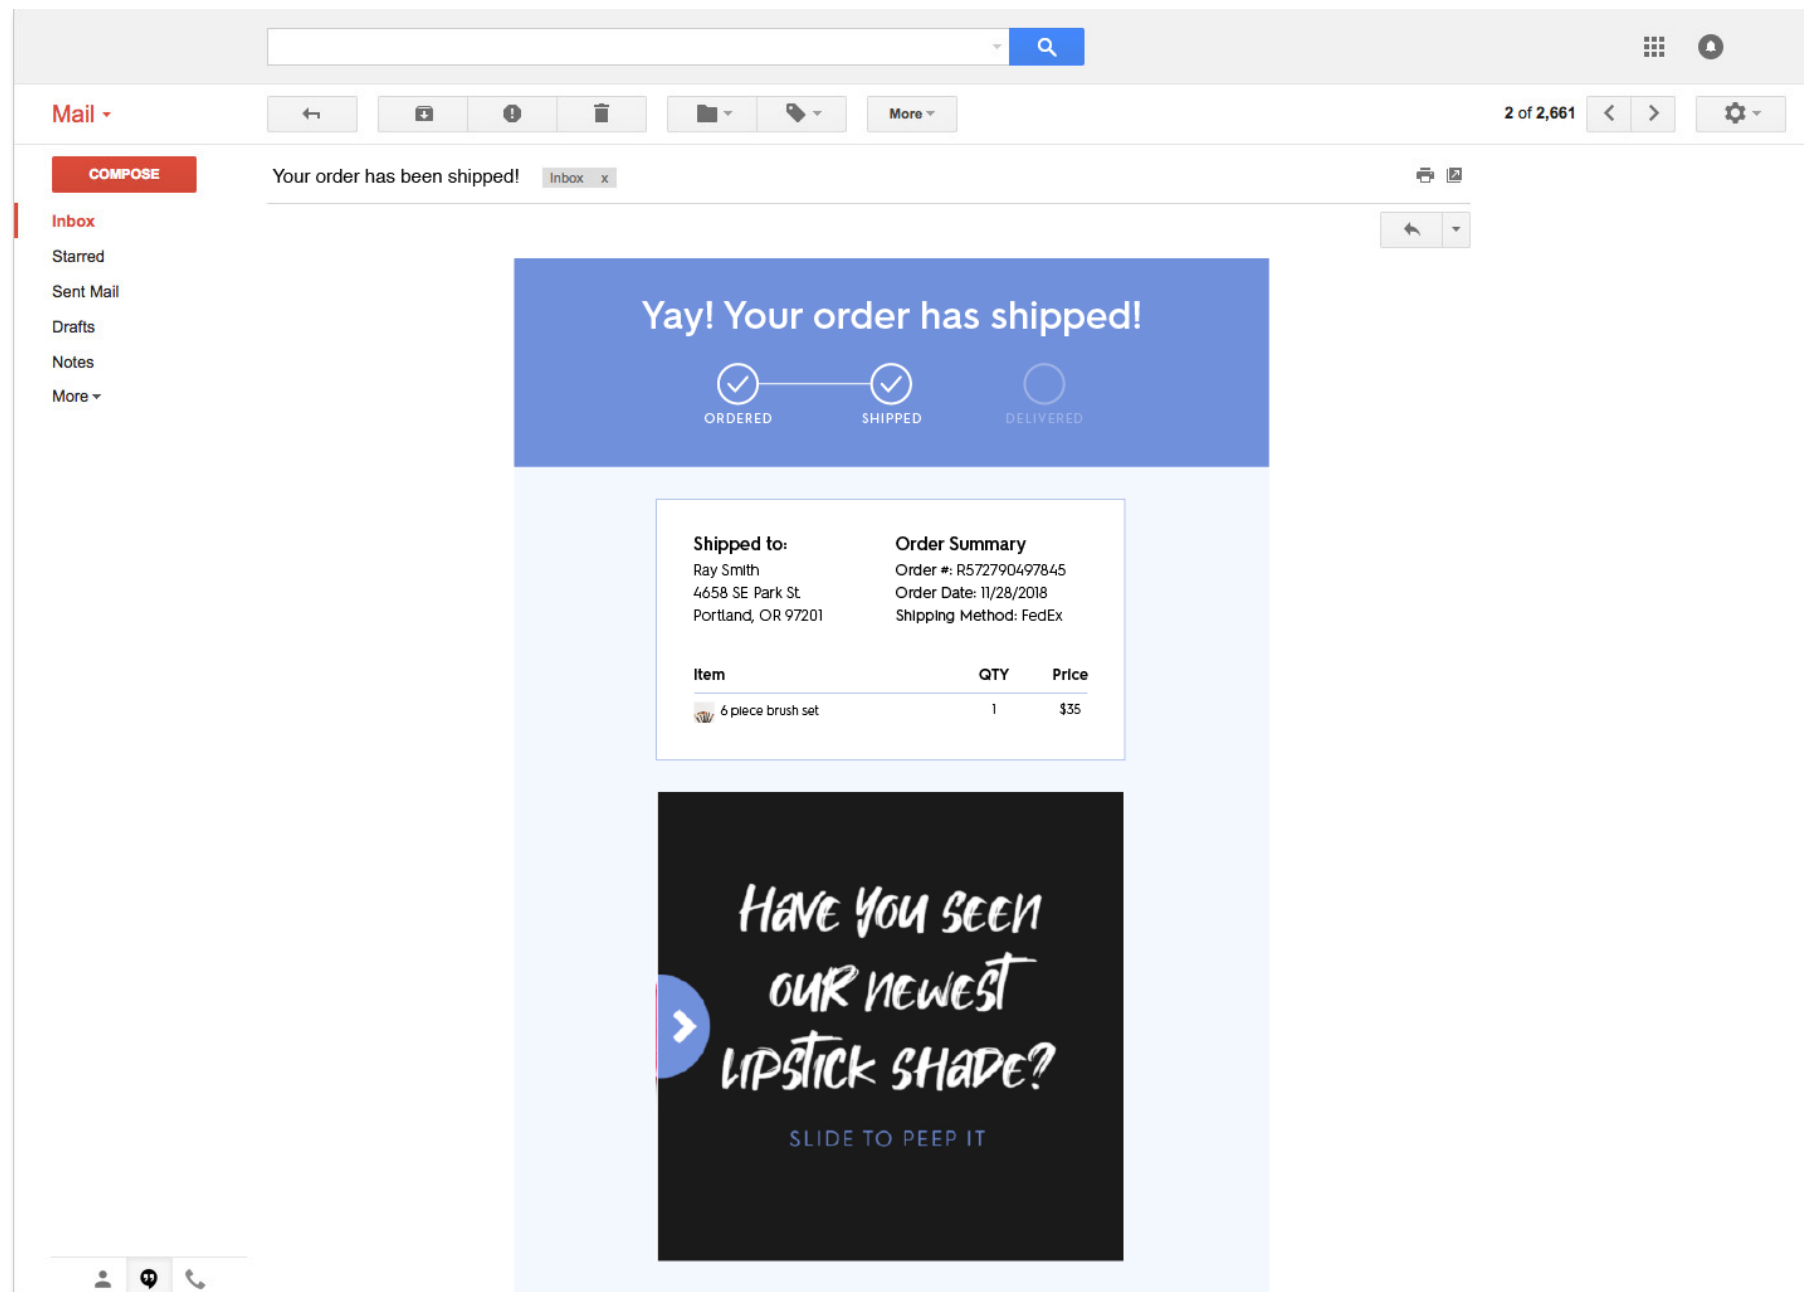 Mail
More
2 of 2,661
COMPOSE
Your order has been shipped!
Inbox x
Inbox
Starred
Sent Mail
Drafts
Notes
More
Yay! Your order has shipped!
ORDERED
SHIPPED
DELIVERED
Shipped to:
Ray Smith
4658 SE Park St.
Portland, OR 97201
Order Summary
Order #: R572790497845
Order Date: 11/28/2018
Shipping Method: FedEx
Item QTY Price
6 piece brush set 1 $35
HAVE YOU SEEN
OUR NEWEST
LIPSTICK SHADE?
SLIDE TO PEEP IT